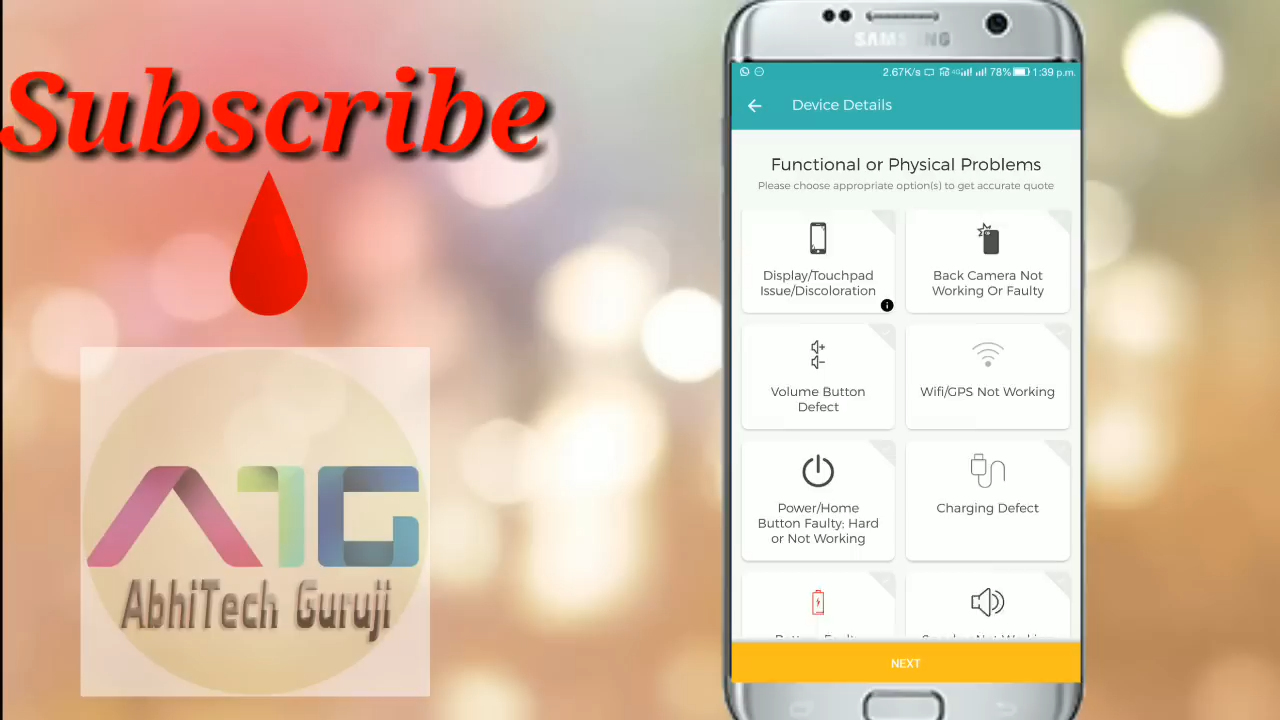 Subscribe
ATG
AbhiTech Guruji
SAMSUNG
2.67K/s 4G 78% 1:39 p.m.
Device Details
Functional or Physical Problems
Please choose appropriate option(s) to get accurate quote
Display/Touchpad
Issue/Discoloration
Back Camera Not
Working Or Faulty
Volume Button
Defect
Wifi/GPS Not Working
Power/Home
Button Faulty; Hard
or Not Working
Charging Defect
NEXT